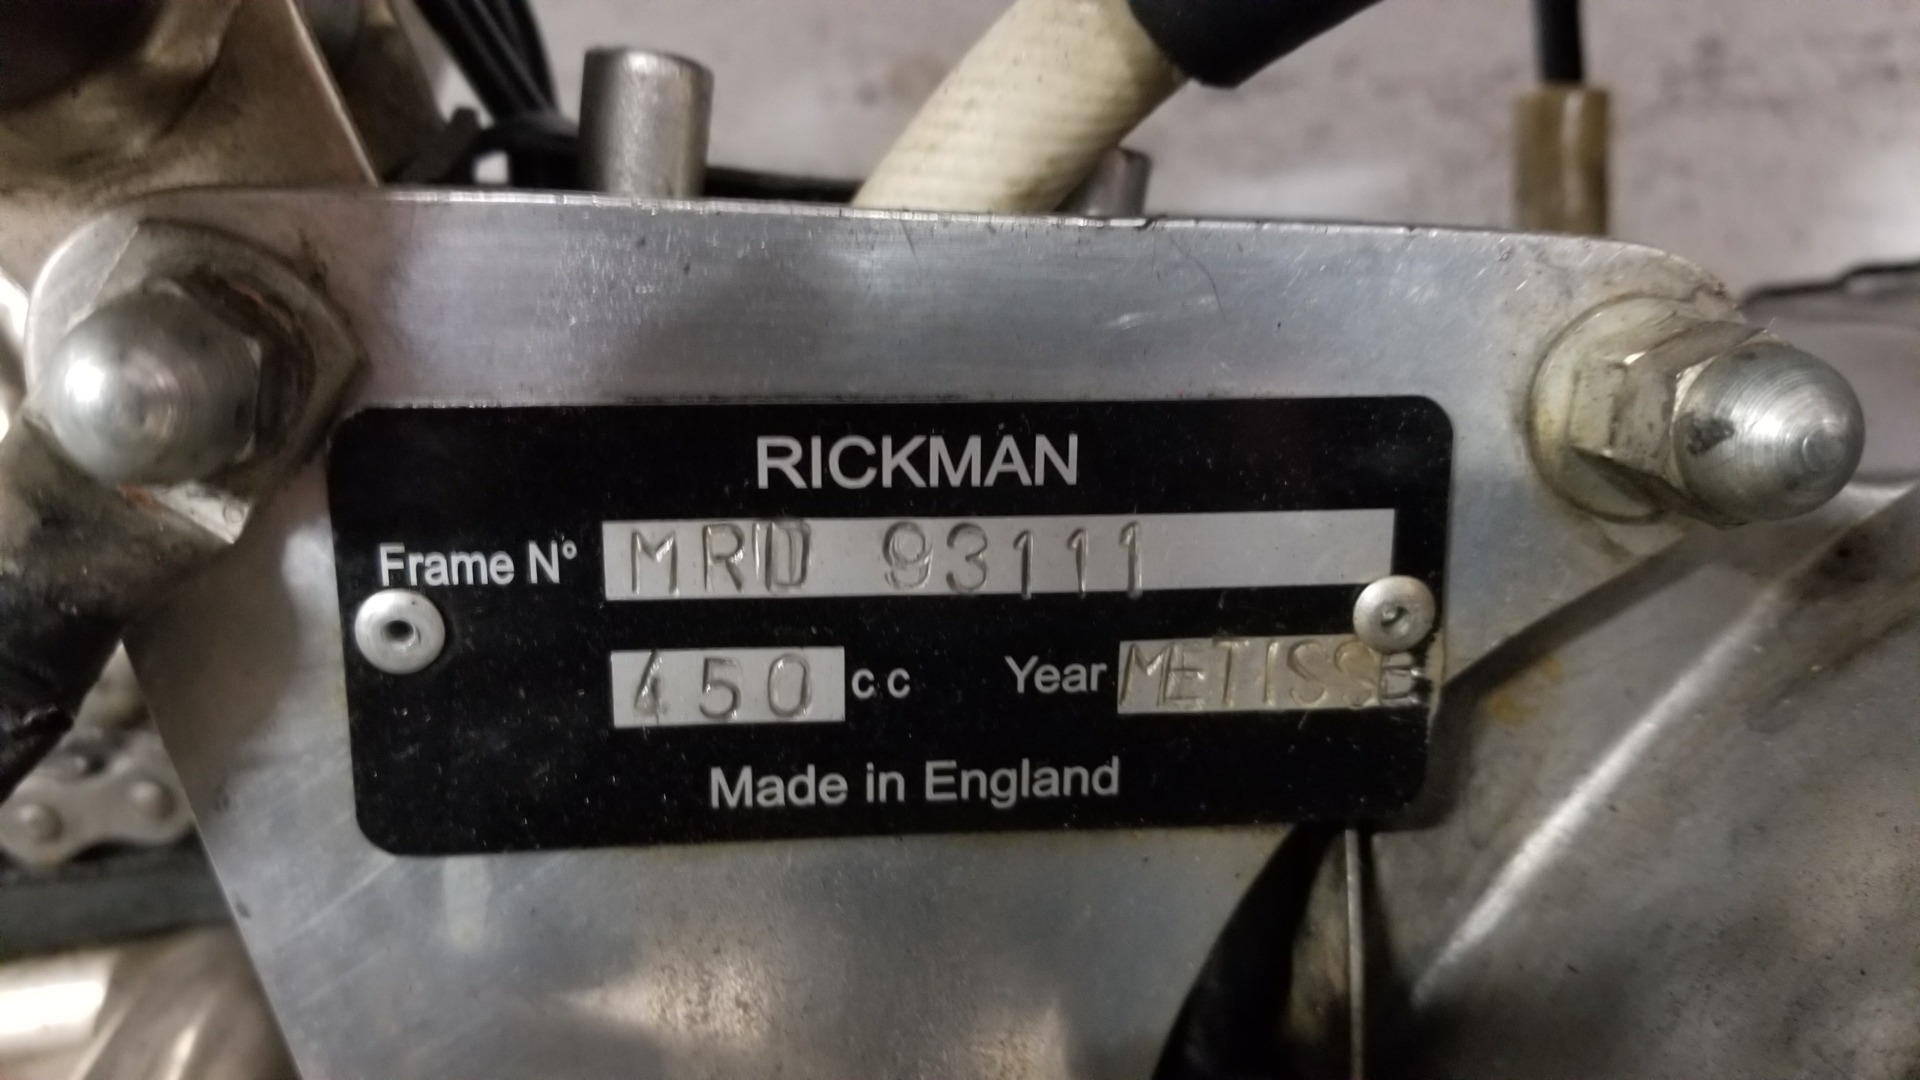 RICKMAN
Frame N° MRD 93111
450 cc Year METISSE
Made in England